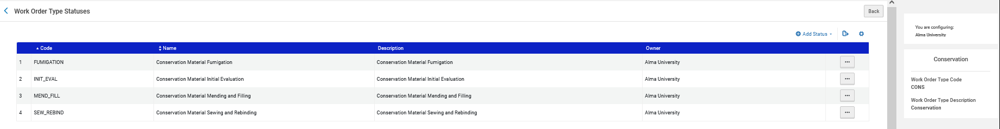 Work Order Type Statuses
Back
Add Status
Code Name Description Owner
1 FUMIGATION Conservation Material Fumigation Conservation Material Fumigation Alma University
2 INIT_EVAL Conservation Material Initial Evaluation Conservation Material Initial Evaluation Alma University
3 MEND_FILL Conservation Material Mending and Filling Conservation Material Mending and Filling Alma University
4 SEW_REBIND Conservation Material Sewing and Rebinding Conservation Material Sewing and Rebinding Alma University
You are configuring:
Alma University
Conservation
Work Order Type Code
CONS
Work Order Type Description
Conservation